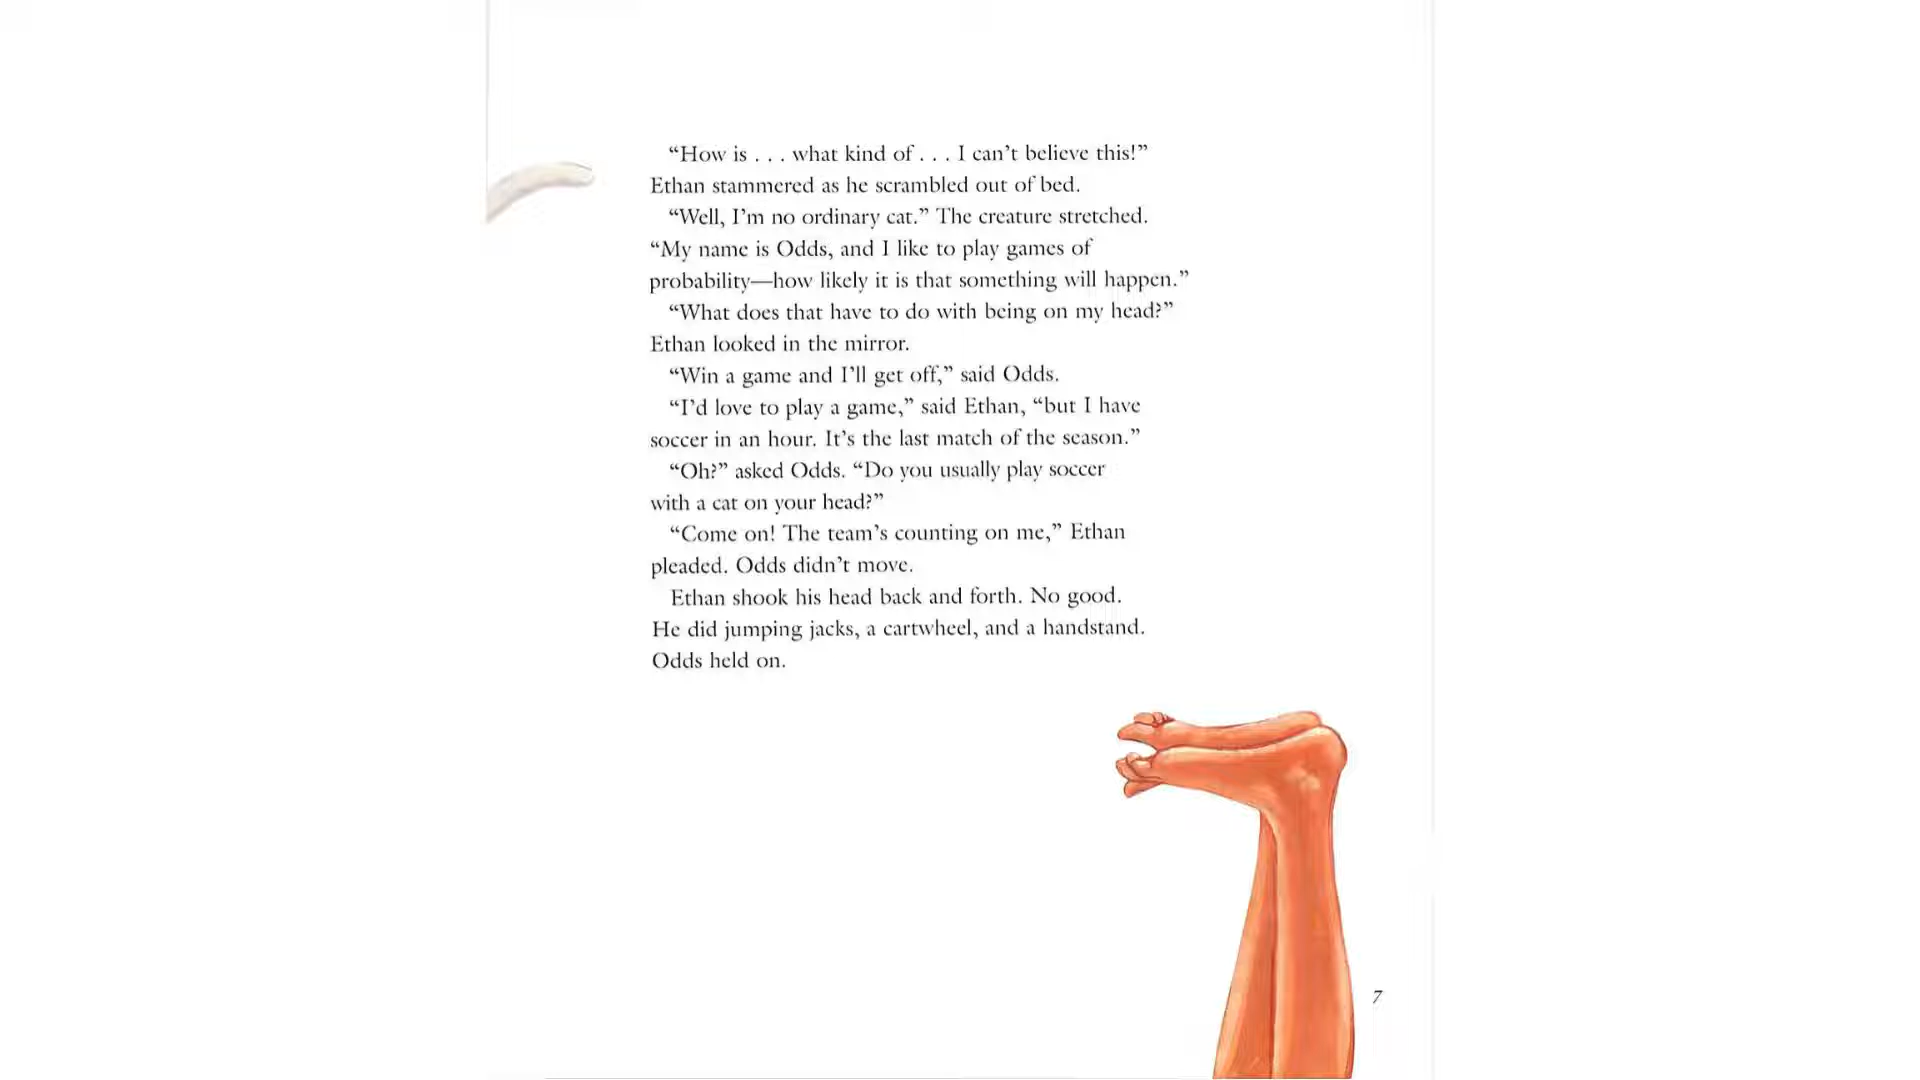 “How is . . . what kind of . . . I can’t believe this!”
Ethan stammered as he scrambled out of bed.
“Well, I’m no ordinary cat.” The creature stretched.
“My name is Odds, and I like to play games of
probability—how likely it is that something will happen.”
“What does that have to do with being on my head?”
Ethan looked in the mirror.
“Win a game and I’ll get off,” said Odds.
“I’d love to play a game,” said Ethan, “but I have
soccer in an hour. It’s the last match of the season.”
“Oh?” asked Odds. “Do you usually play soccer
with a cat on your head?”
“Come on! The team’s counting on me,” Ethan
pleaded. Odds didn’t move.
Ethan shook his head back and forth. No good.
He did jumping jacks, a cartwheel, and a handstand.
Odds held on.
7